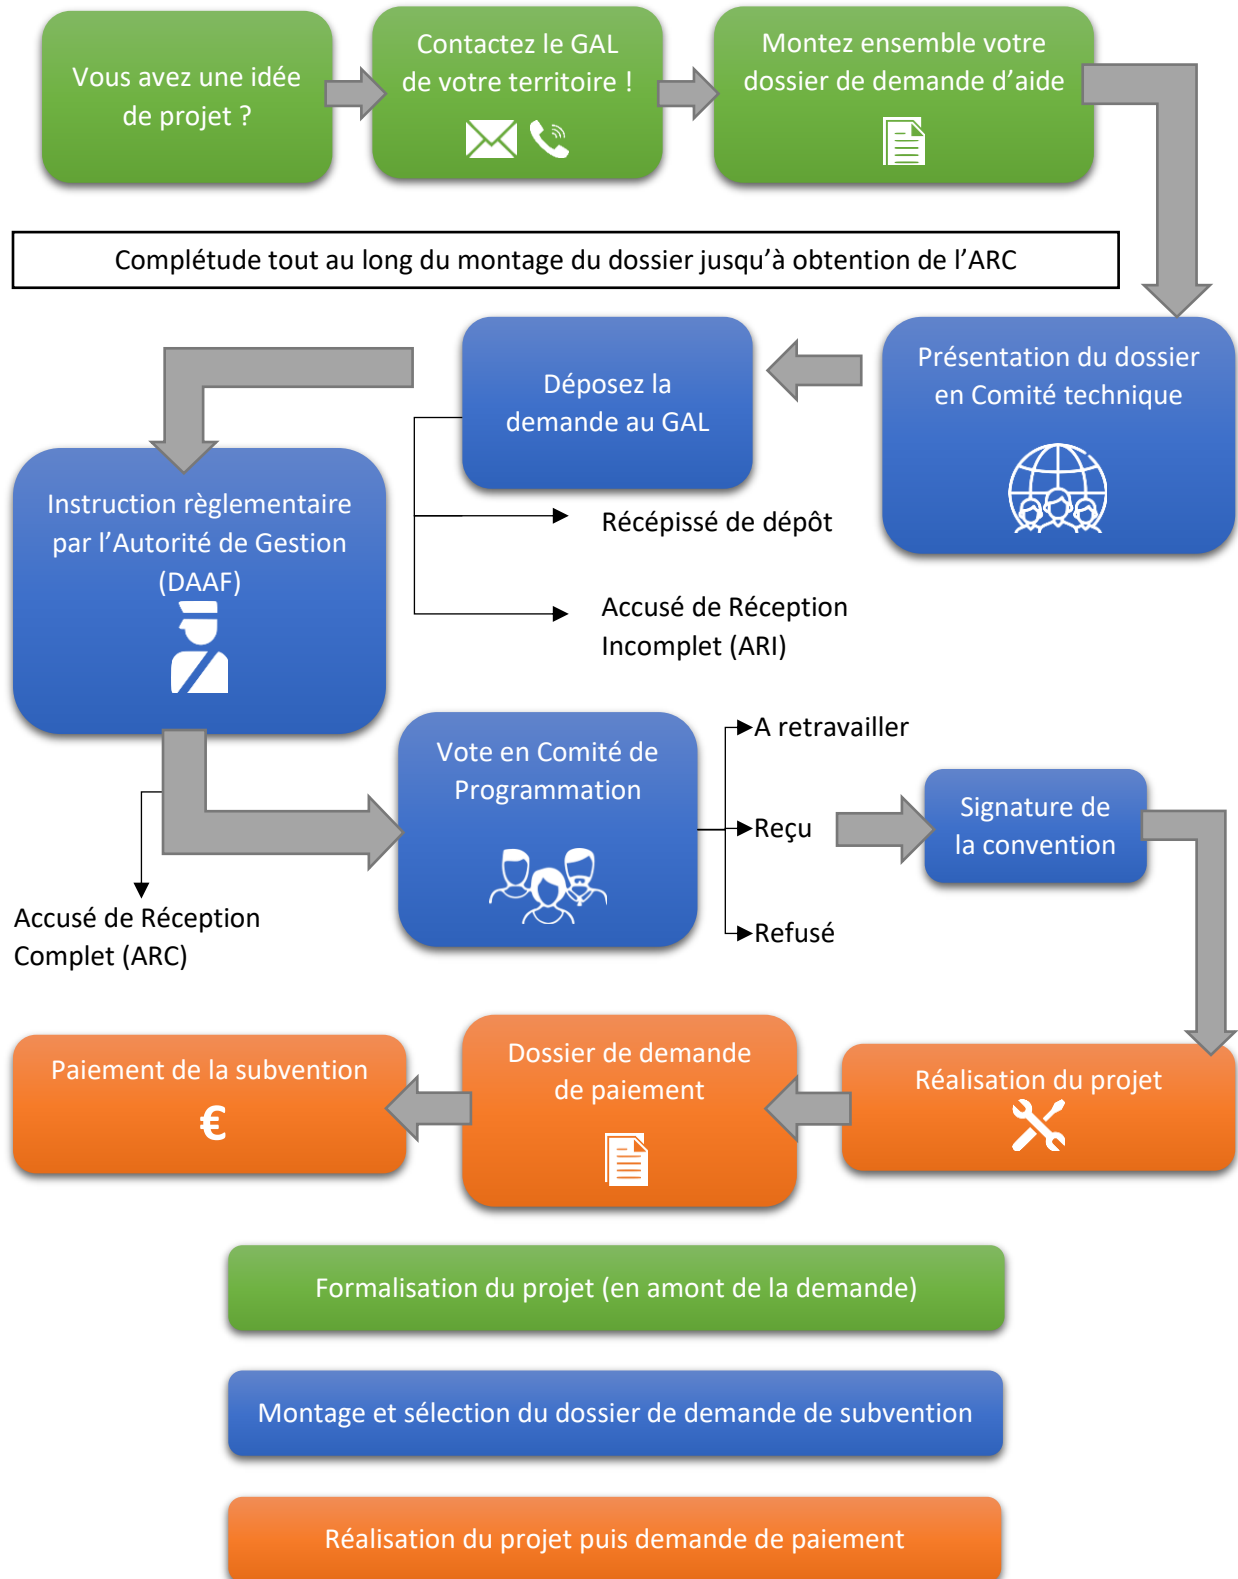 Vous avez une idée
de projet ?
Contactez le GAL
de votre territoire !
Montez ensemble votre
dossier de demande d’aide
Complétude tout au long du montage du dossier jusqu’à obtention de l’ARC
Présentation du dossier
en Comité technique
Déposez la
demande au GAL
Récépissé de dépôt
Accusé de Réception
Incomplet (ARI)
Instruction règlementaire
par l’Autorité de Gestion
(DAAF)
Accusé de Réception
Complet (ARC)
Vote en Comité de
Programmation
A retravailler
Reçu
Refusé
Signature de
la convention
Réalisation du projet
Dossier de demande
de paiement
Paiement de la subvention
€
Formalisation du projet (en amont de la demande)
Montage et sélection du dossier de demande de subvention
Réalisation du projet puis demande de paiement